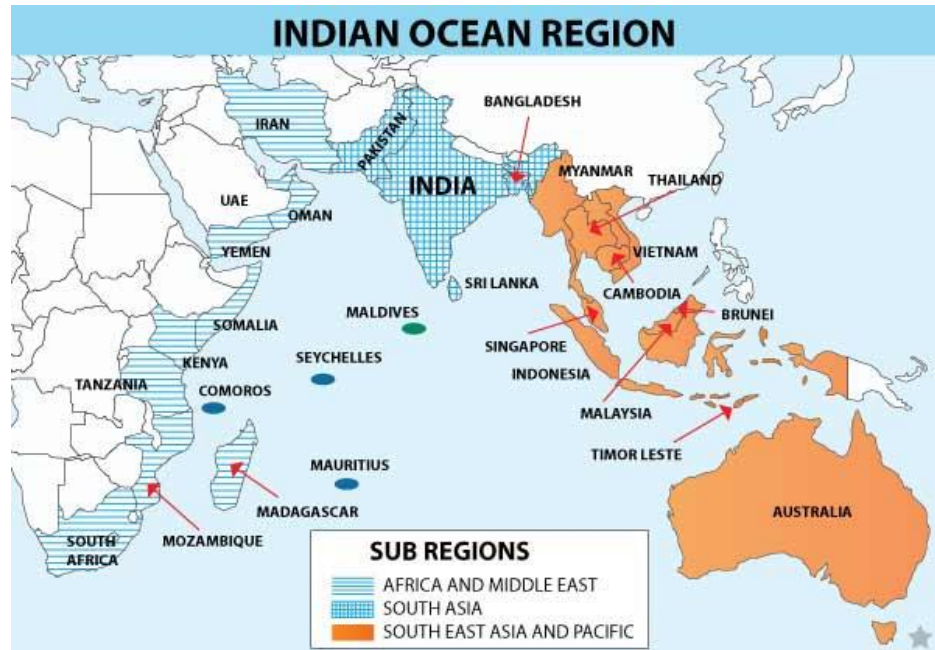 INDIAN OCEAN REGION
BANGLADESH
IRAN
PAKISTAN
MYANMAR
THAILAND
INDIA
UAE
OMAN
YEMEN
VIETNAM
SRI LANKA
CAMBODIA
MALDIVES
BRUNEI
SOMALIA
SINGAPORE
SEYCHELLES
KENYA
INDONESIA
TANZANIA
COMOROS
MALAYSIA
TIMOR LESTE
MAURITIUS
MADAGASCAR
AUSTRALIA
SOUTH
AFRICA
MOZAMBIQUE
SUB REGIONS
AFRICA AND MIDDLE EAST
SOUTH ASIA
SOUTH EAST ASIA AND PACIFIC